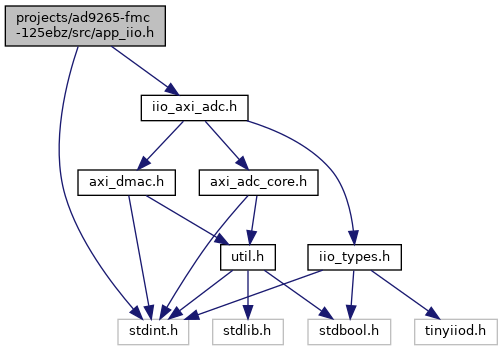 projects/ad9265-fmc
-125ebz/src/app_iio.h
iio_axi_adc.h
axi_dmac.h
axi_adc_core.h
util.h
iio_types.h
stdint.h
stdlib.h
stdbool.h
tinyiiod.h